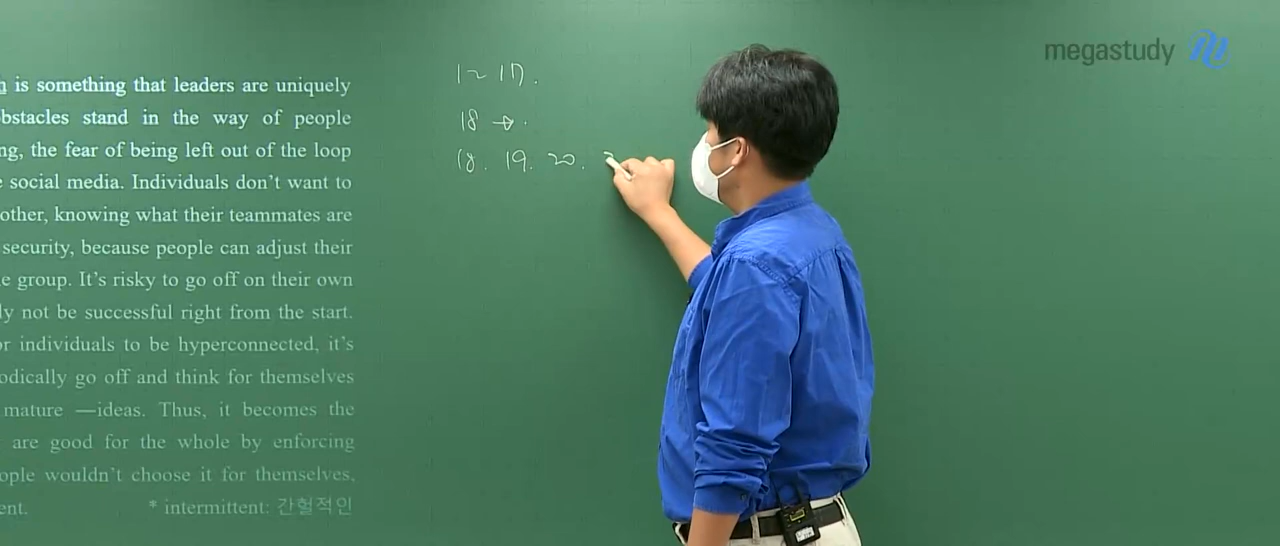 megastudy
is something that leaders are uniquely
obstacles stand in the way of people
ng, the fear of being left out of the loop
social media. Individuals don't want to
other, knowing what their teammates are
security, because people can adjust their
e group. It's risky to go off on their own
ly not be successful right from the start.
or individuals to be hyperconnected, it's
odically go off and think for themselves
mature —ideas. Thus, it becomes the
are good for the whole by enforcing
ople wouldn't choose it for themselves,
ent. * intermittent: 간헐적인
1~17.
18 →.
18. 19. 20.